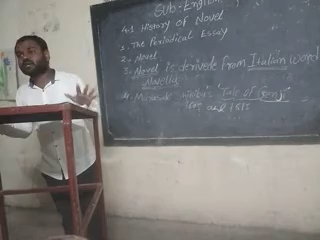 Sub-English
4.1 History of Novel
1. The Periodical Essay
2. Novel
3. Novel is derived from Italian word
Novella
4. Murasak 'Tale of Genji'